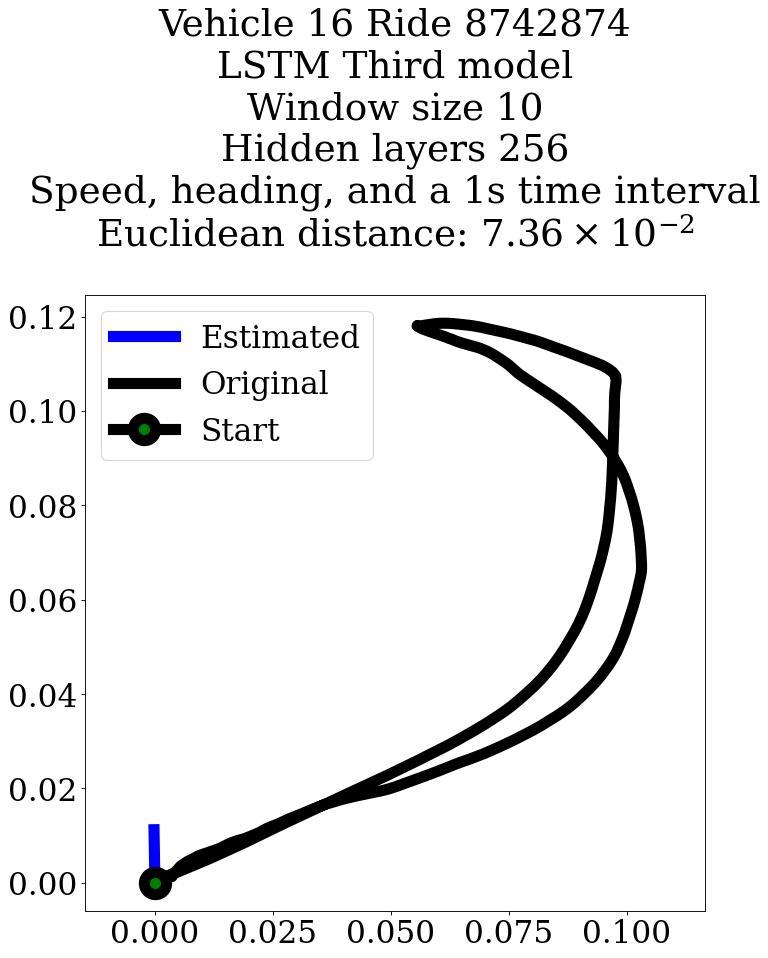 Vehicle 16 Ride 8742874
LSTM Third model
Window size 10
Hidden layers 256
Speed, heading, and a 1s time interval
Euclidean distance: 7.36 × 10⁻²
0.12
0.10
0.08
0.06
0.04
0.02
0.00
Estimated
Original
Start
0.000 0.025 0.050 0.075 0.100